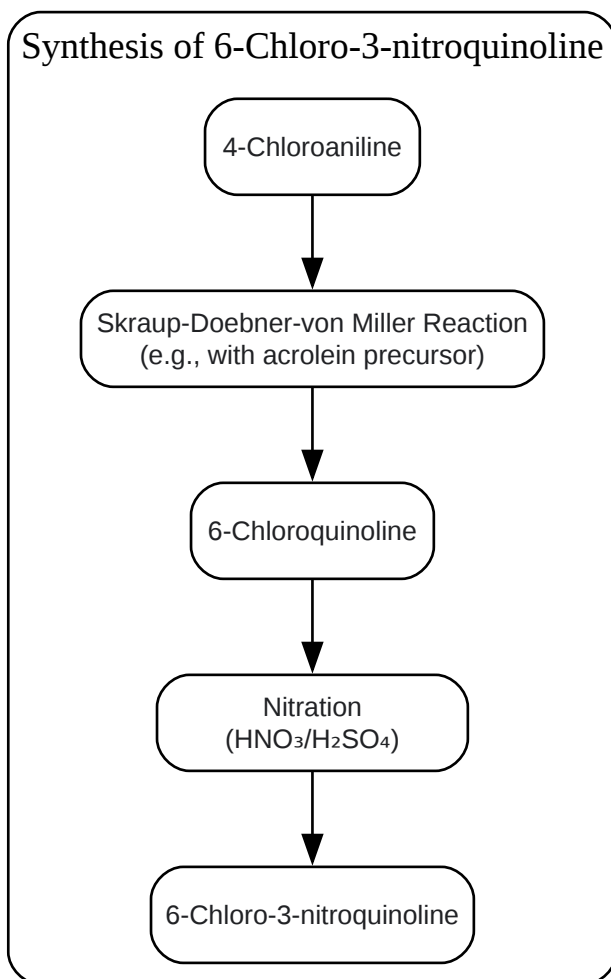 Synthesis of 6-Chloro-3-nitroquinoline
4-Chloroaniline
Skraup-Doebner-von Miller Reaction
(e.g., with acrolein precursor)
6-Chloroquinoline
Nitration
(HNO₃/H₂SO₄)
6-Chloro-3-nitroquinoline